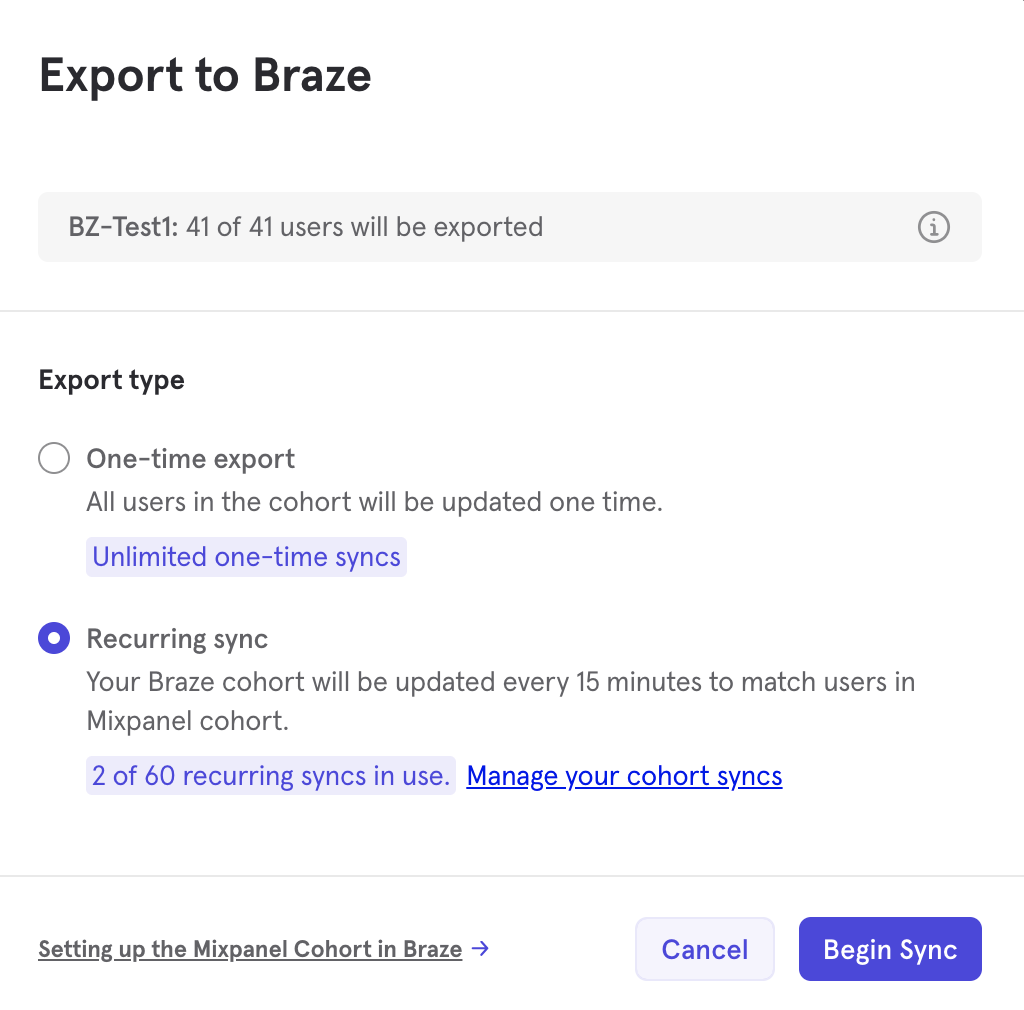 Export to Braze
BZ-Test1: 41 of 41 users will be exported
Export type
One-time export
All users in the cohort will be updated one time.
Unlimited one-time syncs
Recurring sync
Your Braze cohort will be updated every 15 minutes to match users in
Mixpanel cohort.
2 of 60 recurring syncs in use. Manage your cohort syncs
Setting up the Mixpanel Cohort in Braze →
Cancel
Begin Sync